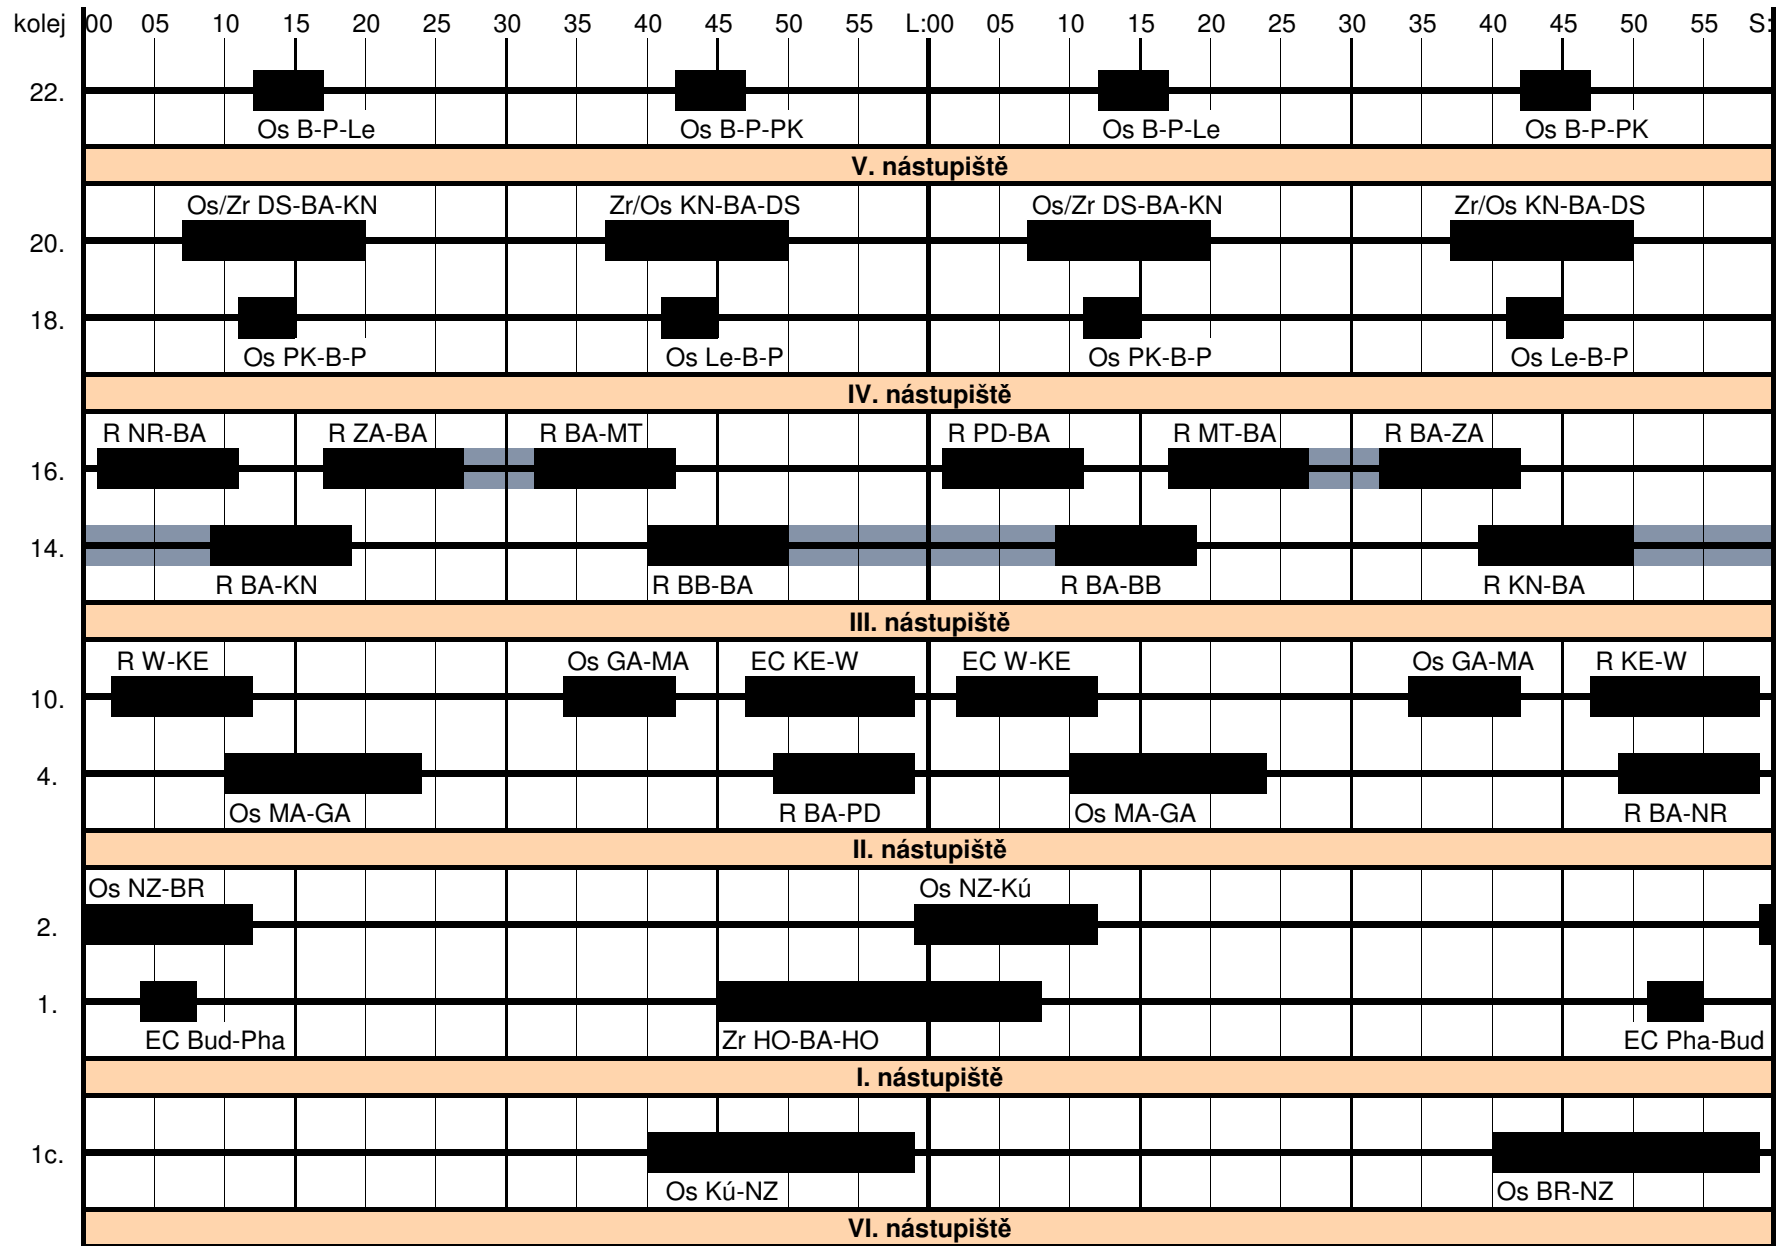 kolej 00 05 10 15 20 25 30 35 40 45 50 55 L:00 05 10 15 20 25 30 35 40 45 50 55 S:
22.
Os B-P-Le Os B-P-PK Os B-P-Le Os B-P-PK
V. nástupiště
Os/Zr DS-BA-KN Zr/Os KN-BA-DS Os/Zr DS-BA-KN Zr/Os KN-BA-DS
20.
18.
Os PK-B-P Os Le-B-P Os PK-B-P Os Le-B-P
IV. nástupiště
R NR-BA R ZA-BA R BA-MT R PD-BA R MT-BA R BA-ZA
16.
14.
R BA-KN R BB-BA R BA-BB R KN-BA
III. nástupiště
R W-KE Os GA-MA EC KE-W EC W-KE Os GA-MA R KE-W
10.
4.
Os MA-GA R BA-PD Os MA-GA R BA-NR
II. nástupiště
Os NZ-BR Os NZ-Kú
2.
1.
EC Bud-Pha Zr HO-BA-HO EC Pha-Bud
I. nástupiště
1c.
Os Kú-NZ Os BR-NZ
VI. nástupiště